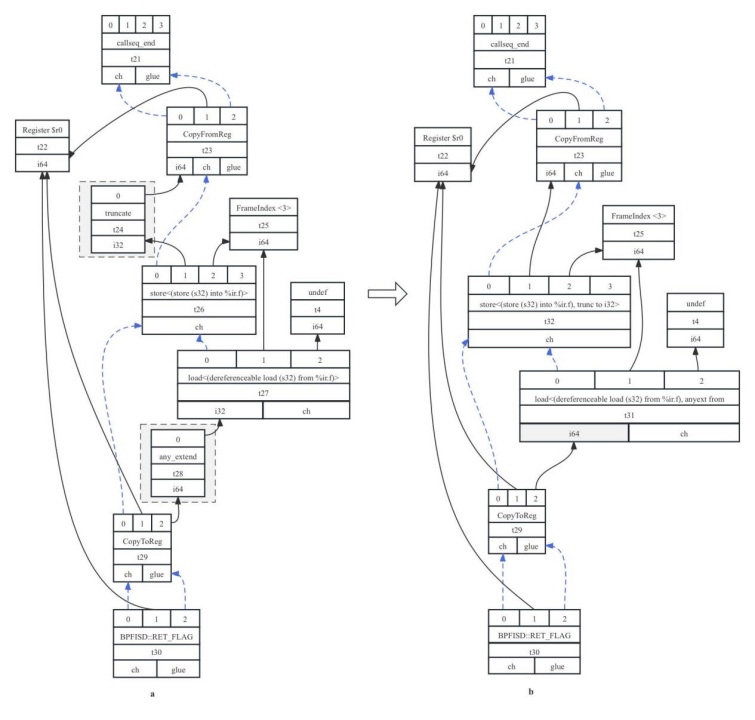 0 1 2 3
callseq_end
t21
ch glue
Register $r0
t22
i64
0 1 2
CopyFromReg
t23
i64 ch glue
0
truncate
t24
i32
FrameIndex <3>
t25
i64
0 1 2 3
store<(store (s32) into %ir.f)>
t26
ch
undef
t4
i64
0 1 2
load<(dereferenceable load (s32) from %ir.f)>
t27
i32 ch
0
any_extend
t28
i64
0 1 2
CopyToReg
t29
ch glue
0 1 2
BPFISD::RET_FLAG
t30
ch glue
a
0 1 2 3
callseq_end
t21
ch glue
Register $r0
t22
i64
0 1 2
CopyFromReg
t23
i64 ch glue
FrameIndex <3>
t25
i64
0 1 2 3
store<(store (s32) into %ir.f), trunc to i32>
t32
ch
undef
t4
i64
0 1 2
load<(dereferenceable load (s32) from %ir.f), anyext from
t31
i64 ch
0 1 2
CopyToReg
t29
ch glue
0 1 2
BPFISD::RET_FLAG
t30
ch glue
b